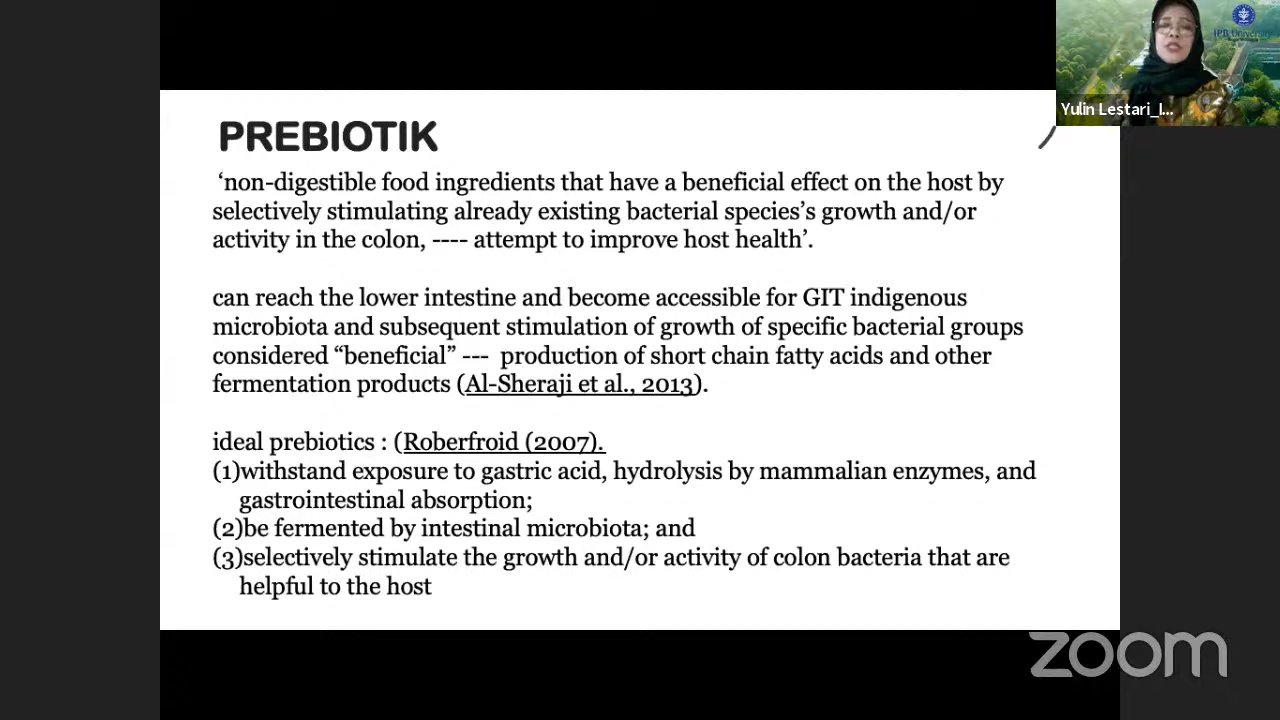 IPB University
Yulin Lestari_I...
PREBIOTIK
‘non-digestible food ingredients that have a beneficial effect on the host by
selectively stimulating already existing bacterial species’s growth and/or
activity in the colon, ---- attempt to improve host health’.
can reach the lower intestine and become accessible for GIT indigenous
microbiota and subsequent stimulation of growth of specific bacterial groups
considered “beneficial” --- production of short chain fatty acids and other
fermentation products (Al-Sheraji et al., 2013).
ideal prebiotics : (Roberfroid (2007).
(1)withstand exposure to gastric acid, hydrolysis by mammalian enzymes, and
gastrointestinal absorption;
(2)be fermented by intestinal microbiota; and
(3)selectively stimulate the growth and/or activity of colon bacteria that are
helpful to the host
zoom